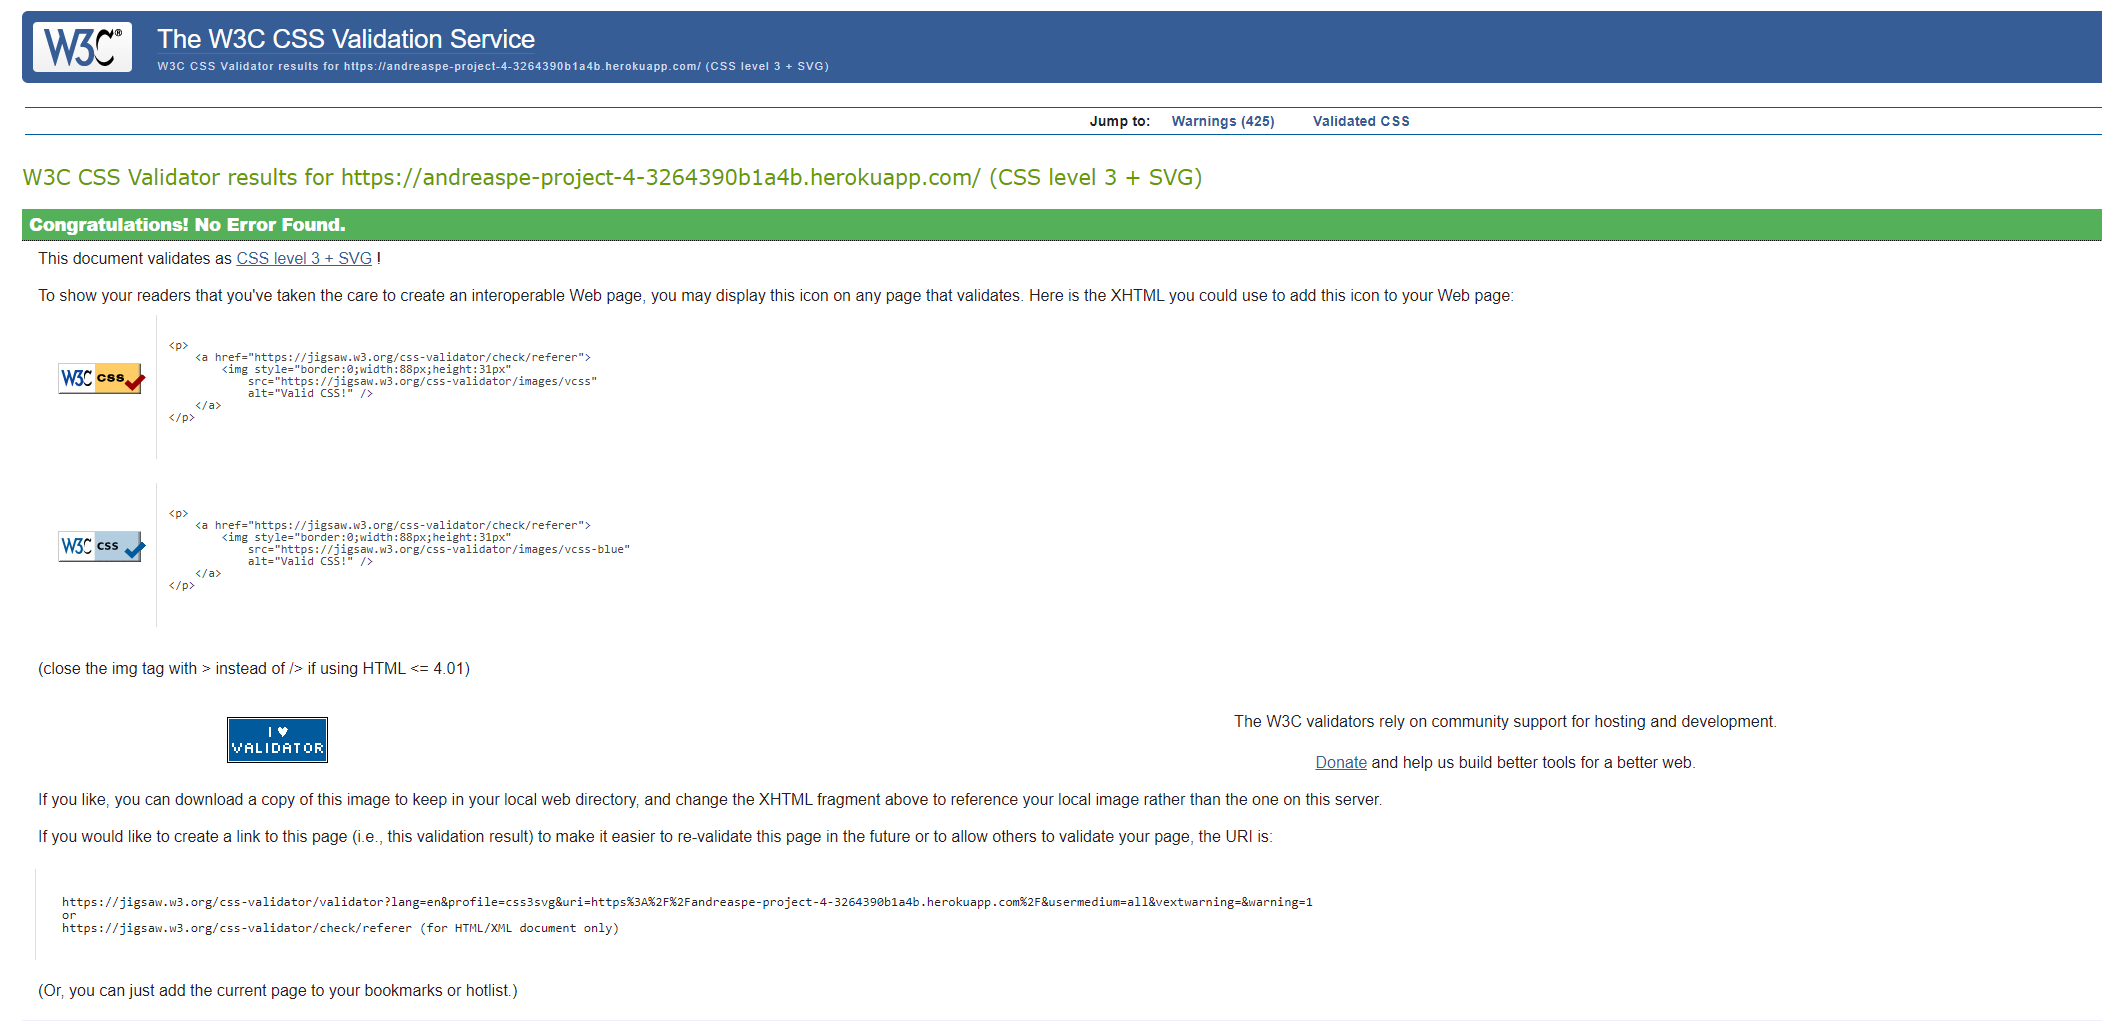 W3C®
The W3C CSS Validation Service
W3C CSS Validator results for https://andreaspe-project-4-3264390b1a4b.herokuapp.com/ (CSS level 3 + SVG)
Jump to: Warnings (425) Validated CSS
W3C CSS Validator results for https://andreaspe-project-4-3264390b1a4b.herokuapp.com/ (CSS level 3 + SVG)
Congratulations! No Error Found.
This document validates as CSS level 3 + SVG !
To show your readers that you've taken the care to create an interoperable Web page, you may display this icon on any page that validates. Here is the XHTML you could use to add this icon to your Web page:
W3C css
<p>
    <a href="https://jigsaw.w3.org/css-validator/check/referer">
        <img style="border:0;width:88px;height:31px"
            src="https://jigsaw.w3.org/css-validator/images/vcss"
            alt="Valid CSS!" />
    </a>
</p>
W3C css
<p>
    <a href="https://jigsaw.w3.org/css-validator/check/referer">
        <img style="border:0;width:88px;height:31px"
            src="https://jigsaw.w3.org/css-validator/images/vcss-blue"
            alt="Valid CSS!" />
    </a>
</p>
(close the img tag with > instead of /> if using HTML <= 4.01)
I ♥
VALIDATOR
The W3C validators rely on community support for hosting and development.
Donate and help us build better tools for a better web.
If you like, you can download a copy of this image to keep in your local web directory, and change the XHTML fragment above to reference your local image rather than the one on this server.
If you would like to create a link to this page (i.e., this validation result) to make it easier to re-validate this page in the future or to allow others to validate your page, the URI is:
https://jigsaw.w3.org/css-validator/validator?lang=en&profile=css3svg&uri=https%3A%2F%2Fandreaspe-project-4-3264390b1a4b.herokuapp.com%2F&usermedium=all&vextwarning=&warning=1
or
https://jigsaw.w3.org/css-validator/check/referer (for HTML/XML document only)
(Or, you can just add the current page to your bookmarks or hotlist.)